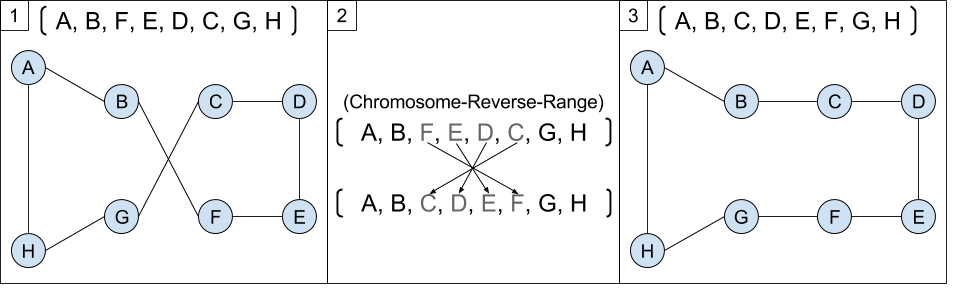 1
[ A, B, F, E, D, C, G, H ]
A
B
C
D
H
G
F
E
2
(Chromosome-Reverse-Range)
[ A, B, F, E, D, C, G, H ]
[ A, B, C, D, E, F, G, H ]
3
[ A, B, C, D, E, F, G, H ]
A
B
C
D
H
G
F
E